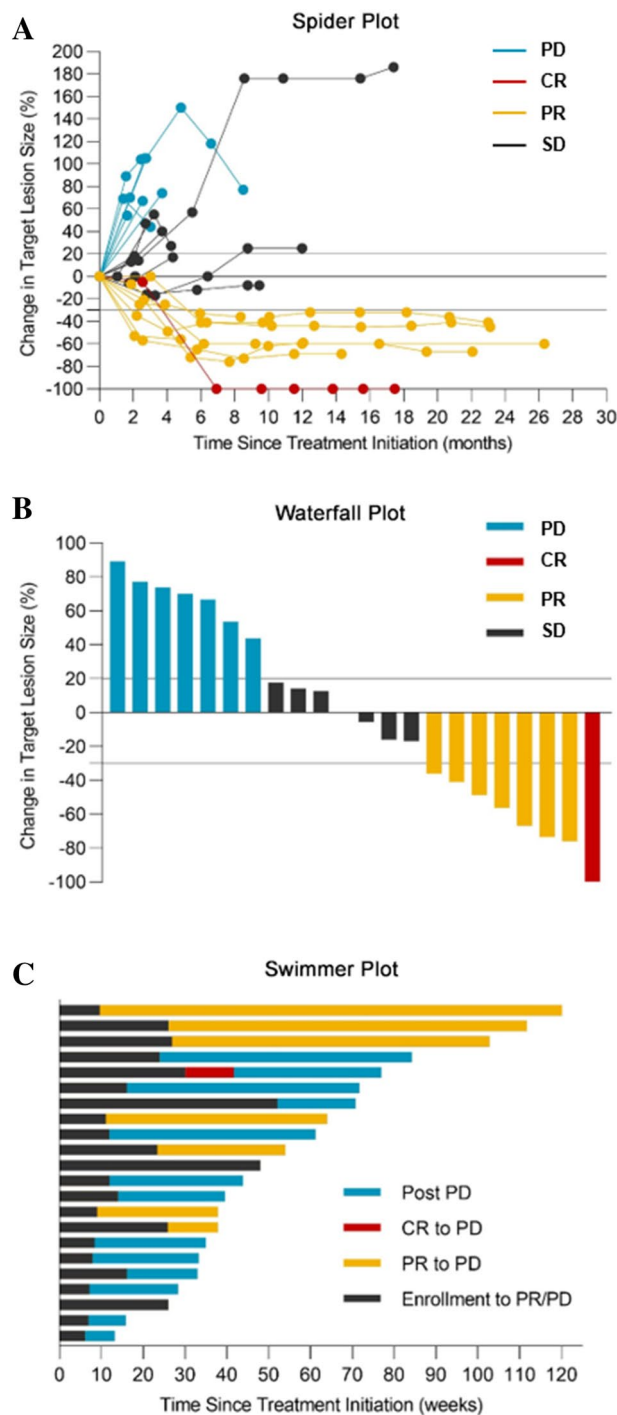 A
Spider Plot
PD
CR
PR
SD
Change in Target Lesion Size (%)
200
180
160
140
120
100
80
60
40
20
0
-20
-40
-60
-80
-100
0 2 4 6 8 10 12 14 16 18 20 22 24 26 28 30
Time Since Treatment Initiation (months)
B
Waterfall Plot
PD
CR
PR
SD
Change in Target Lesion Size (%)
100
80
60
40
20
0
-20
-40
-60
-80
-100
C
Swimmer Plot
Post PD
CR to PD
PR to PD
Enrollment to PR/PD
0 10 20 30 40 50 60 70 80 90 100 110 120
Time Since Treatment Initiation (weeks)